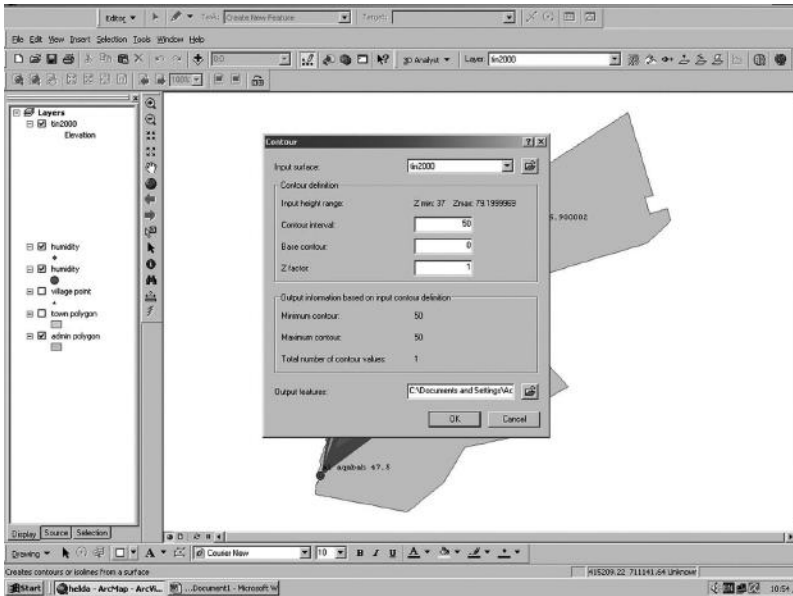 Editor Task: Create New Feature Target:
File Edit View Insert Selection Tools Window Help
3D Analyst Layer tin2000
100%
Layers
tin2000
Elevation
humidity
humidity
village point
town polygon
admin polygon
Contour
Input surface: tin2000
Contour definition
Input height range: Z min: 37 Zmax: 79.1999969
Contour interval: 50
Base contour: 0
Z factor: 1
Output information based on input contour definition
Minimum contour: 50
Maximum contour: 50
Total number of contour values: 1
Output features: C:\Documents and Settings\Ac
OK Cancel
5.900002
aqabah 47.5
Display Source Selection
Drawing A Courier New 10 B I U A
Creates contours or isolines from a surface
415209.22 711141.64 Unknown
Start helda - ArcMap - ArcVi... ...Document1 - Microsoft W 10:54